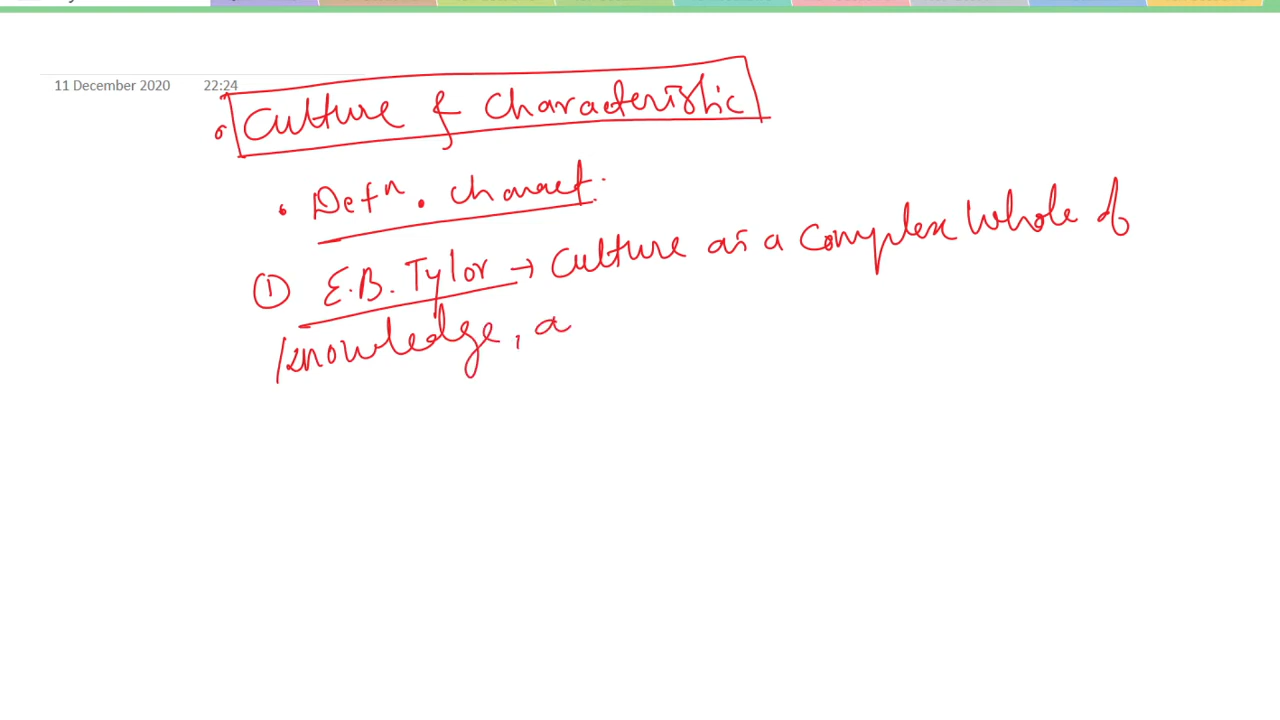 11 December 2020 22:24
Culture & Characteristic
• Defn. charact.
① E.B. Tylor → Culture as a Complex Whole of
knowledge, a